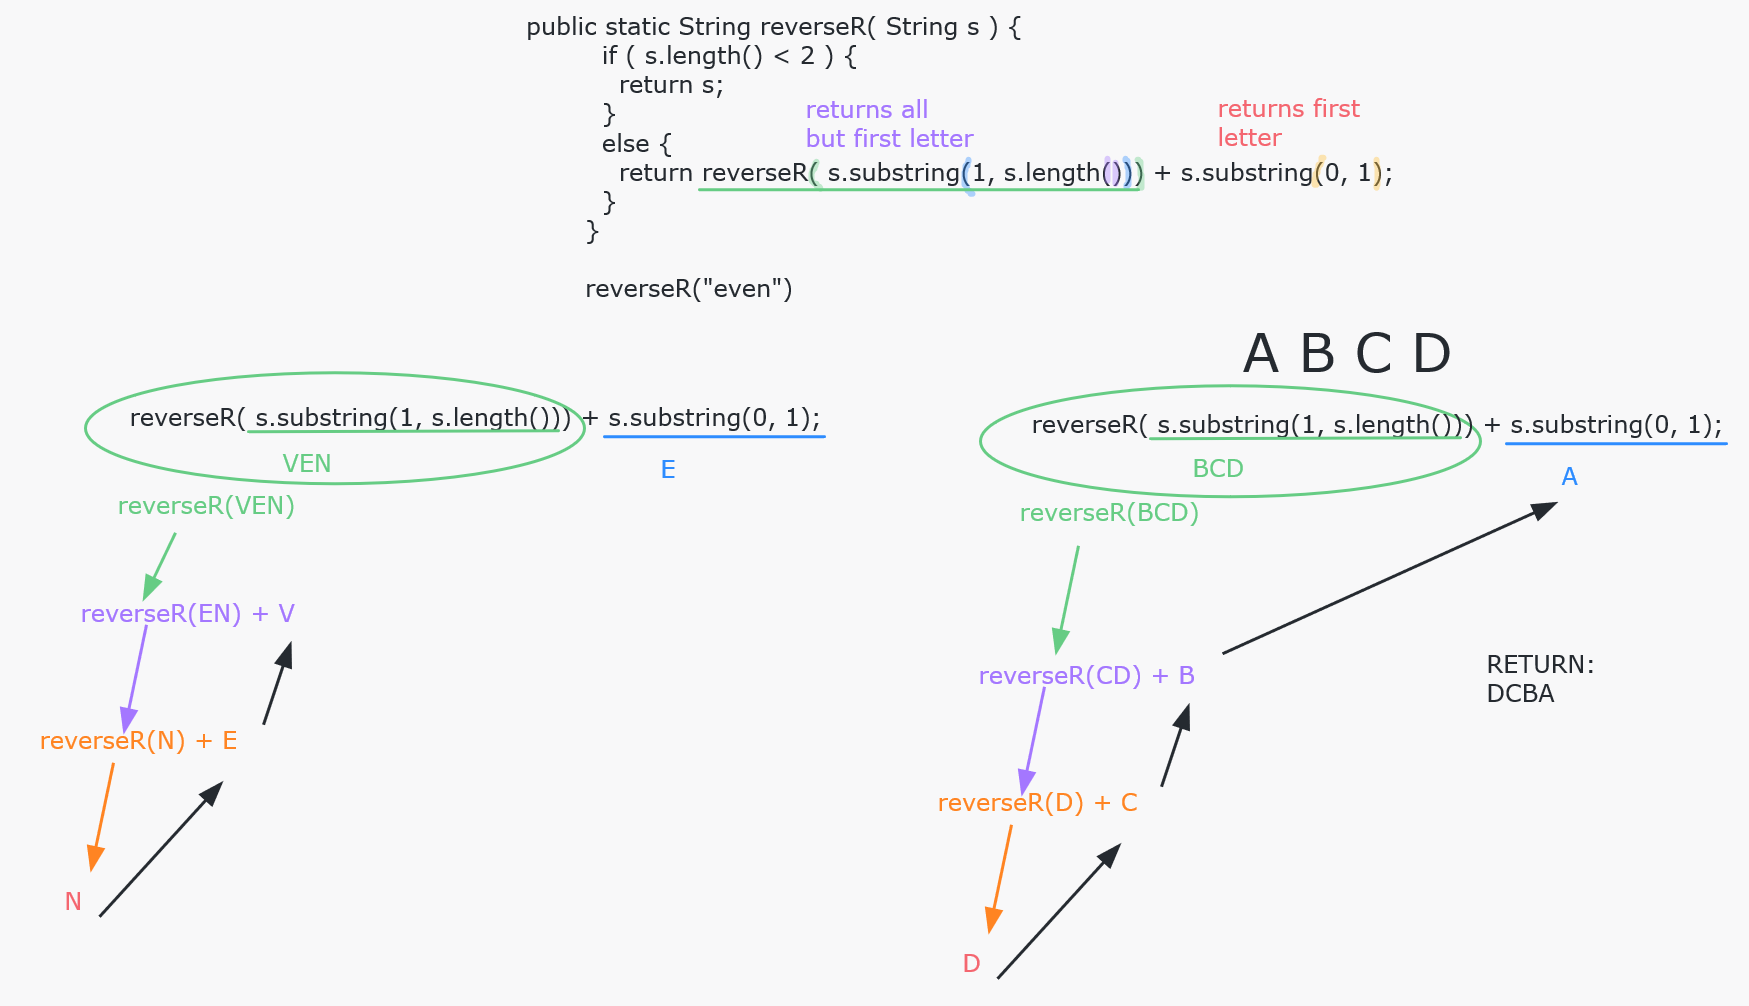 public static String reverseR( String s ) {
if ( s.length() < 2 ) {
return s;
}
else {
returns all
but first letter
returns first
letter
return reverseR( s.substring(1, s.length())) + s.substring(0, 1);
}
}
reverseR("even")
reverseR( s.substring(1, s.length())) + s.substring(0, 1);
VEN
E
reverseR(VEN)
reverseR(EN) + V
reverseR(N) + E
N
A B C D
reverseR( s.substring(1, s.length())) + s.substring(0, 1);
BCD
A
reverseR(BCD)
reverseR(CD) + B
reverseR(D) + C
D
RETURN:
DCBA